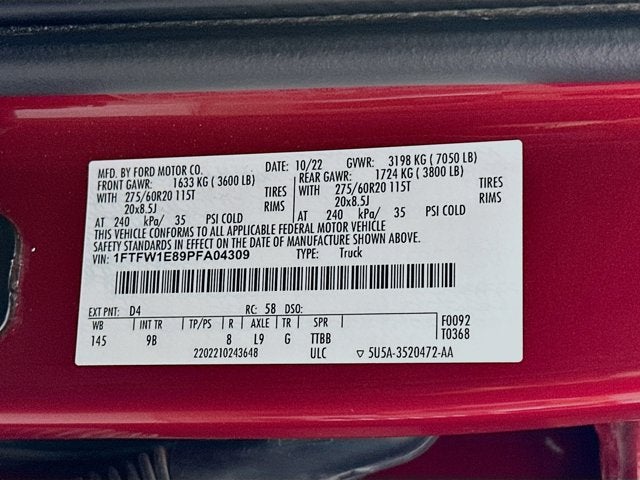 MFD. BY FORD MOTOR CO. DATE: 10/22 GVWR: 3198 KG ( 7050 LB)
FRONT GAWR: 1633 KG ( 3600 LB) REAR GAWR: 1724 KG ( 3800 LB)
WITH 275/60R20 115T TIRES WITH 275/60R20 115T TIRES
20x8.5J RIMS 20x8.5J RIMS
AT 240 kPa/ 35 PSI COLD AT 240 kPa/ 35 PSI COLD
THIS VEHICLE CONFORMS TO ALL APPLICABLE FEDERAL MOTOR VEHICLE
SAFETY STANDARDS IN EFFECT ON THE DATE OF MANUFACTURE SHOWN ABOVE.
VIN: 1FTFW1E89PFA04309 TYPE: Truck
EXT PNT: D4 RC: 58 DSO:
WB INT TR TP/PS R AXLE TR SPR F0092
145 9B 8 L9 G TTBB T0368
2202210243648 ULC ▽ 5U5A-3520472-AA